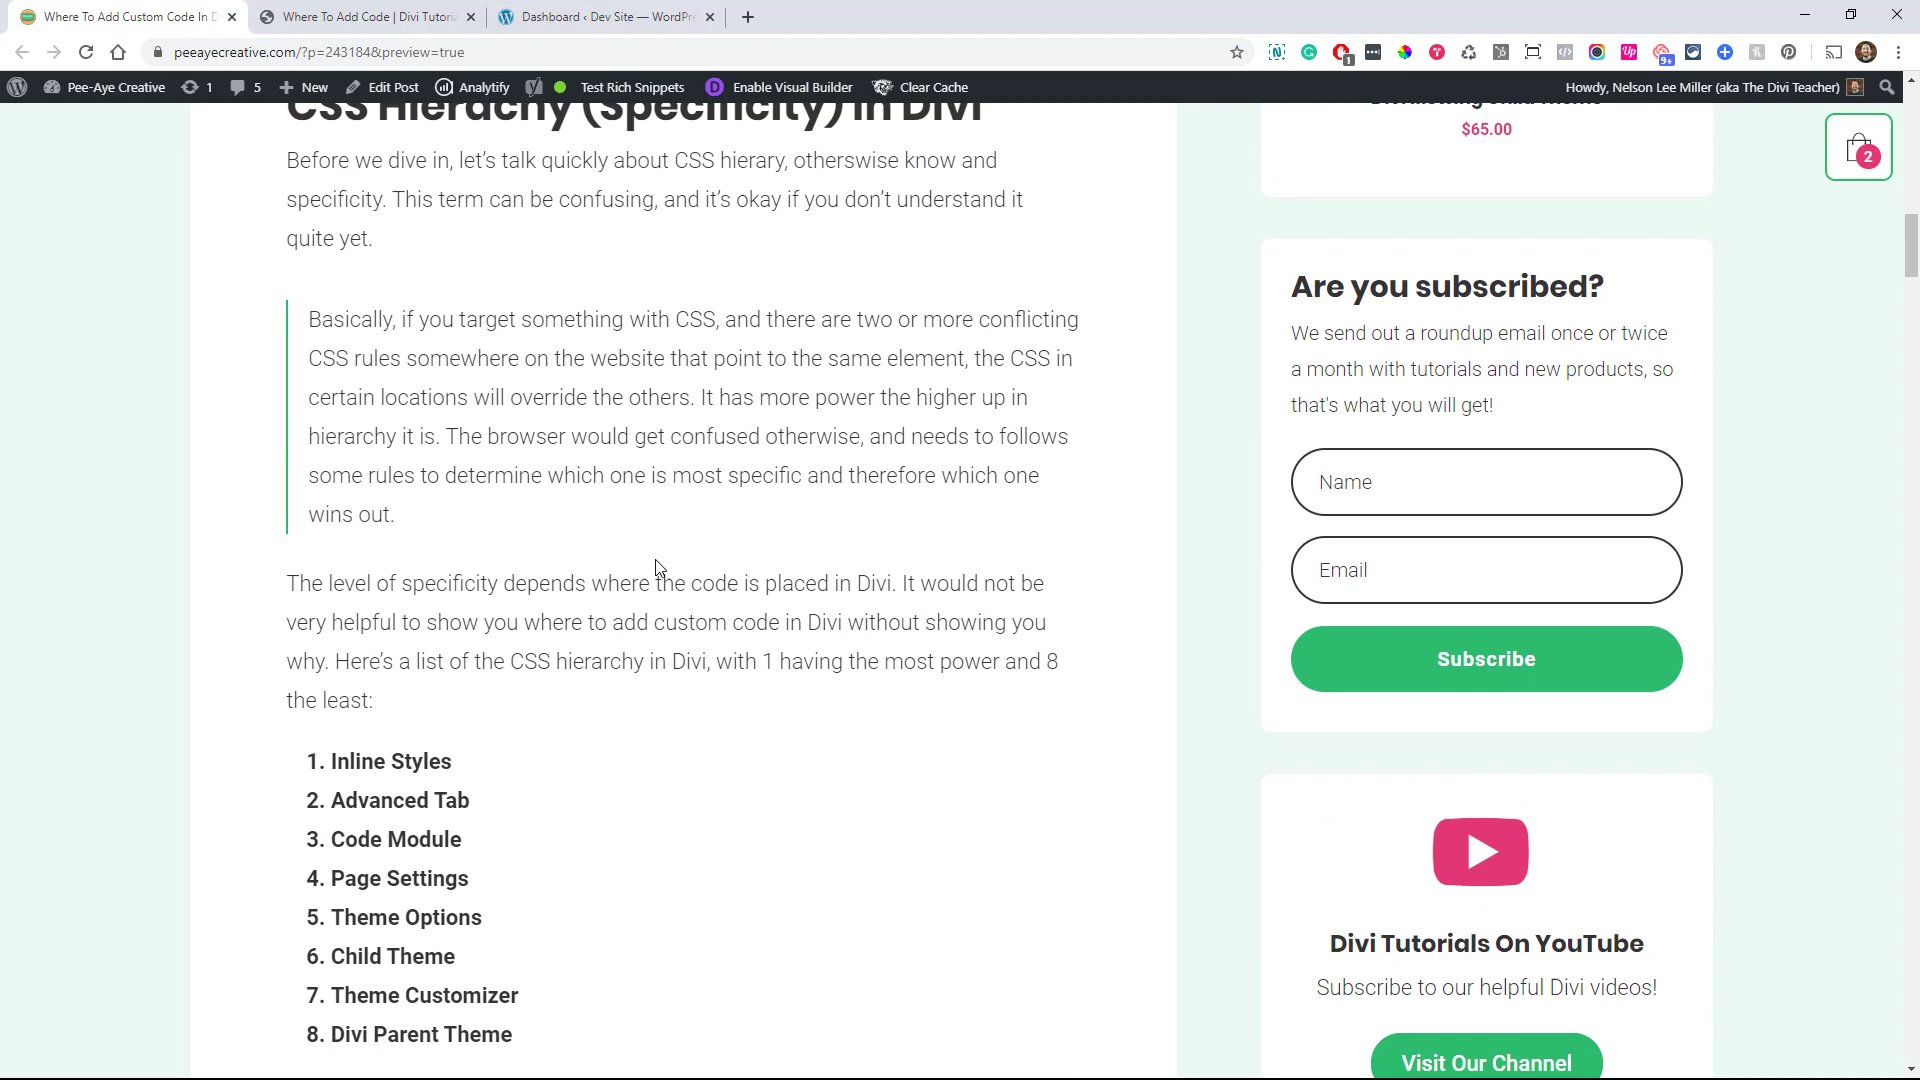 Where To Add Custom Code In D
Where To Add Code | Divi Tutoria
Dashboard ‹ Dev Site — WordPre
peeayecreative.com/?p=243184&preview=true
1
9+
Pee-Aye Creative
1
5
New
Edit Post
Analytify
Test Rich Snippets
Enable Visual Builder
Clear Cache
Howdy, Nelson Lee Miller (aka The Divi Teacher)
CSS Hierachy (Specificity) In Divi
Before we dive in, let’s talk quickly about CSS hierary, otherswise know and
specificity. This term can be confusing, and it’s okay if you don’t understand it
quite yet.
Basically, if you target something with CSS, and there are two or more conflicting
CSS rules somewhere on the website that point to the same element, the CSS in
certain locations will override the others. It has more power the higher up in
hierarchy it is. The browser would get confused otherwise, and needs to follows
some rules to determine which one is most specific and therefore which one
wins out.
The level of specificity depends where the code is placed in Divi. It would not be
very helpful to show you where to add custom code in Divi without showing you
why. Here’s a list of the CSS hierarchy in Divi, with 1 having the most power and 8
the least:
1. Inline Styles
2. Advanced Tab
3. Code Module
4. Page Settings
5. Theme Options
6. Child Theme
7. Theme Customizer
8. Divi Parent Theme
$65.00
2
Are you subscribed?
We send out a roundup email once or twice
a month with tutorials and new products, so
that's what you will get!
Name
Email
Subscribe
Divi Tutorials On YouTube
Subscribe to our helpful Divi videos!
Visit Our Channel